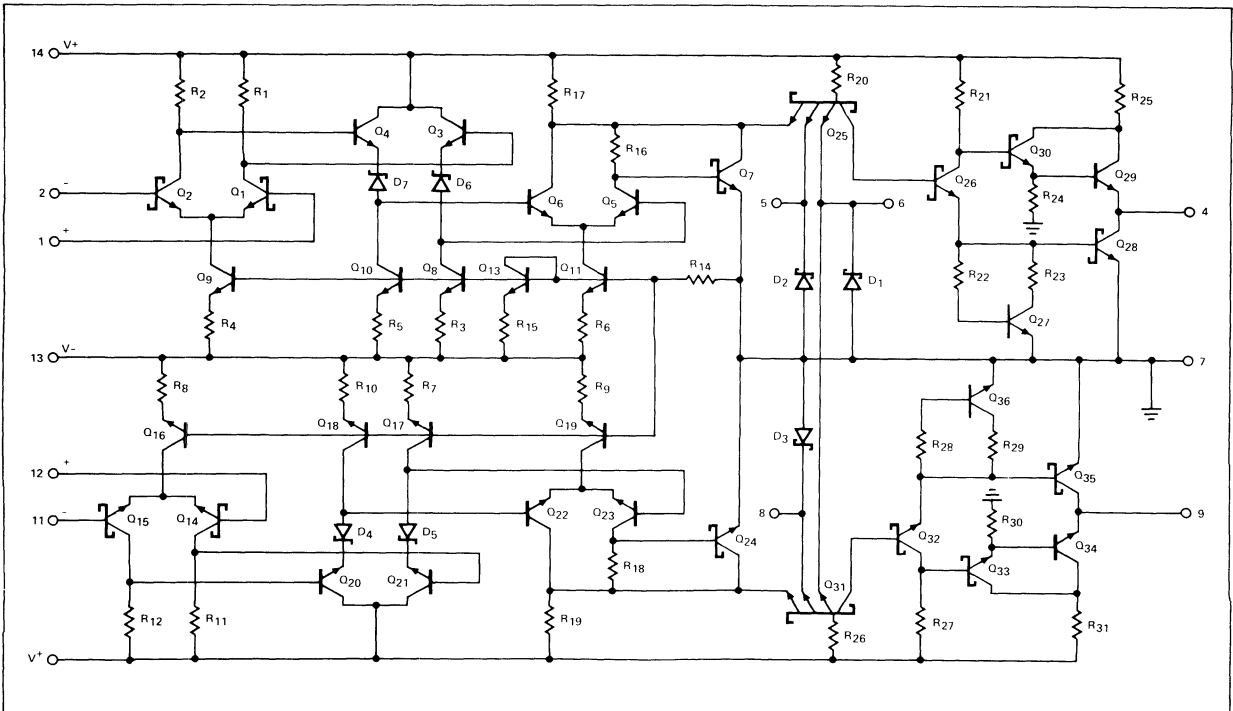 14 V+
R2 R1 R17 R20 R21 R25
Q4 Q3 R16 Q25 Q30
2 - Q2 Q1 D7 D6 Q6 Q5 Q7 Q26 R24 Q29
5 6 4
1 +
Q28
Q9 Q10 Q8 Q13 Q11 R14 D2 D1 R22 R23
R4 R5 R3 R15 R6 Q27
13 V- 7
R8 R10 R7 R9 Q36
Q16 Q18 Q17 Q19 D3 R28 R29
12 + Q35
11 - Q15 Q14 Q22 Q23 8 R30 9
D4 D5 Q24 Q32 Q34
Q20 Q21 R18 Q31 Q33
R12 R11 R19 R26 R27 R31
V+